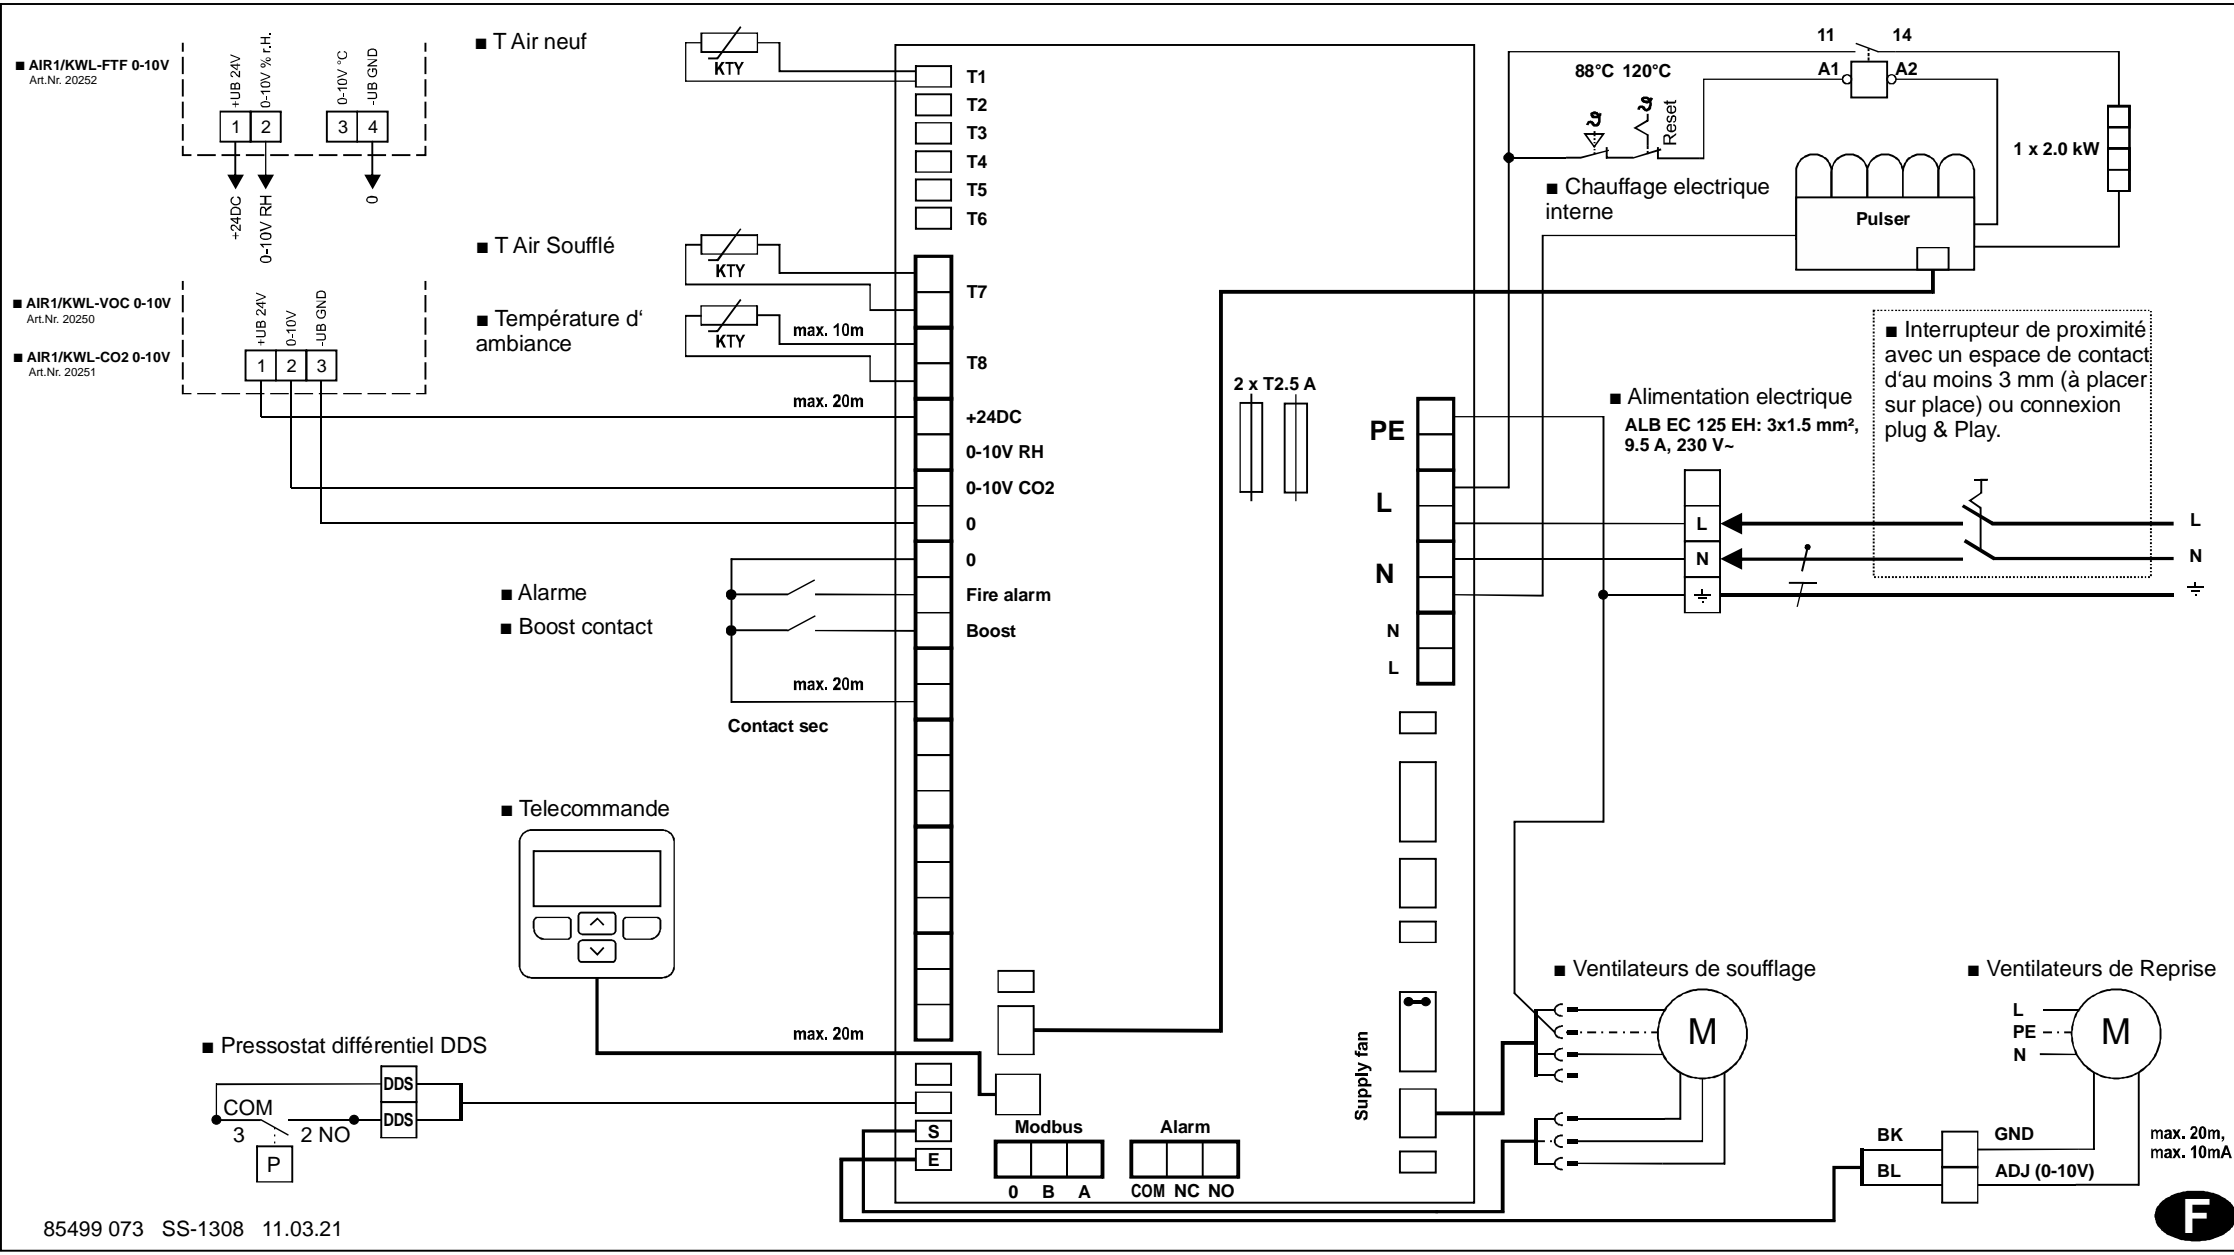 ■ AIR1/KWL-FTF 0-10V
Art.Nr. 20252
+UB 24V
0-10V % r.H.
0-10V °C
-UB GND
1
2
3
4
+24DC
0-10V RH
0
■ AIR1/KWL-VOC 0-10V
Art.Nr. 20250
■ AIR1/KWL-CO2 0-10V
Art.Nr. 20251
+UB 24V
0-10V
-UB GND
1
2
3
■ T Air neuf
KTY
■ T Air Soufflé
KTY
■ Température d‘
ambiance
KTY
max. 10m
max. 20m
T1
T2
T3
T4
T5
T6
T7
T8
+24DC
0-10V RH
0-10V CO2
0
0
Fire alarm
Boost
■ Alarme
■ Boost contact
max. 20m
Contact sec
■ Telecommande
max. 20m
■ Pressostat différentiel DDS
DDS
DDS
COM
3
2 NO
P
S
E
Modbus
0 B A
Alarm
COM NC NO
2 x T2.5 A
PE
L
N
N
L
Supply fan
11
14
A1
A2
88°C 120°C
ϑ
ϑ
Reset
1 x 2.0 kW
■ Chauffage electrique
interne
Pulser
■ Alimentation electrique
ALB EC 125 EH: 3x1.5 mm²,
9.5 A, 230 V~
■ Interrupteur de proximité
avec un espace de contact
d‘au moins 3 mm (à placer
sur place) ou connexion
plug & Play.
L
N
L
N
■ Ventilateurs de soufflage
M
■ Ventilateurs de Reprise
L
PE
N
M
BK
BL
GND
ADJ (0-10V)
max. 20m,
max. 10mA
85499 073 SS-1308 11.03.21
F